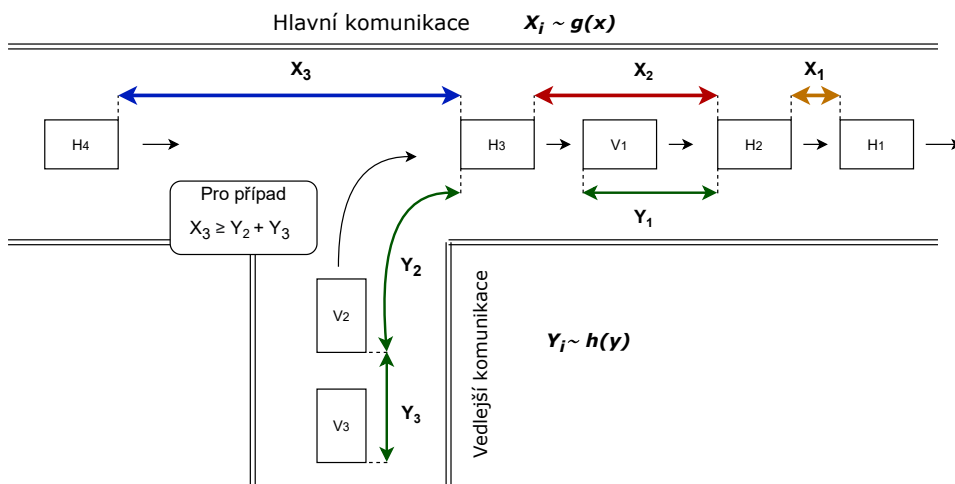 Hlavní komunikace X_i ~ g(x)
X_3
X_2
X_1
H4
H3
V1
H2
H1
Pro případ
X_3 ≥ Y_2 + Y_3
Y_1
Y_2
V2
Y_i ~ h(y)
Vedlejší komunikace
Y_3
V3